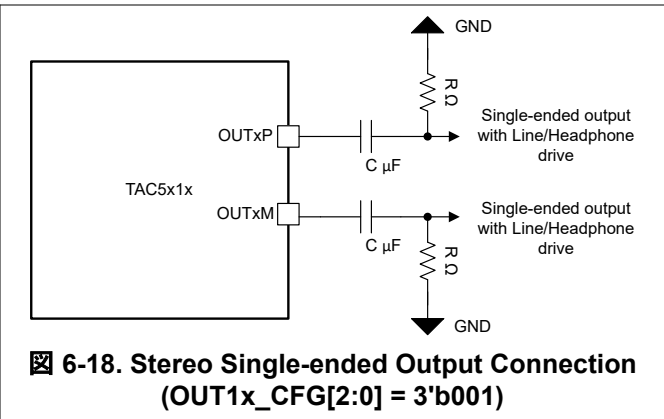 GND
R Ω
OUTxP
C µF
Single-ended output
with Line/Headphone
drive
TAC5x1x
OUTxM
C µF
Single-ended output
with Line/Headphone
drive
R Ω
GND
図 6-18. Stereo Single-ended Output Connection
(OUT1x_CFG[2:0] = 3'b001)